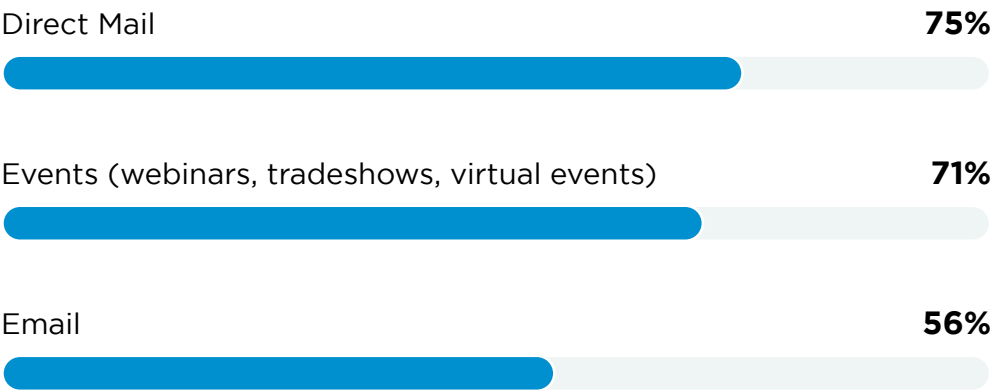 Direct Mail 75%
Events (webinars, tradeshows, virtual events) 71%
Email 56%